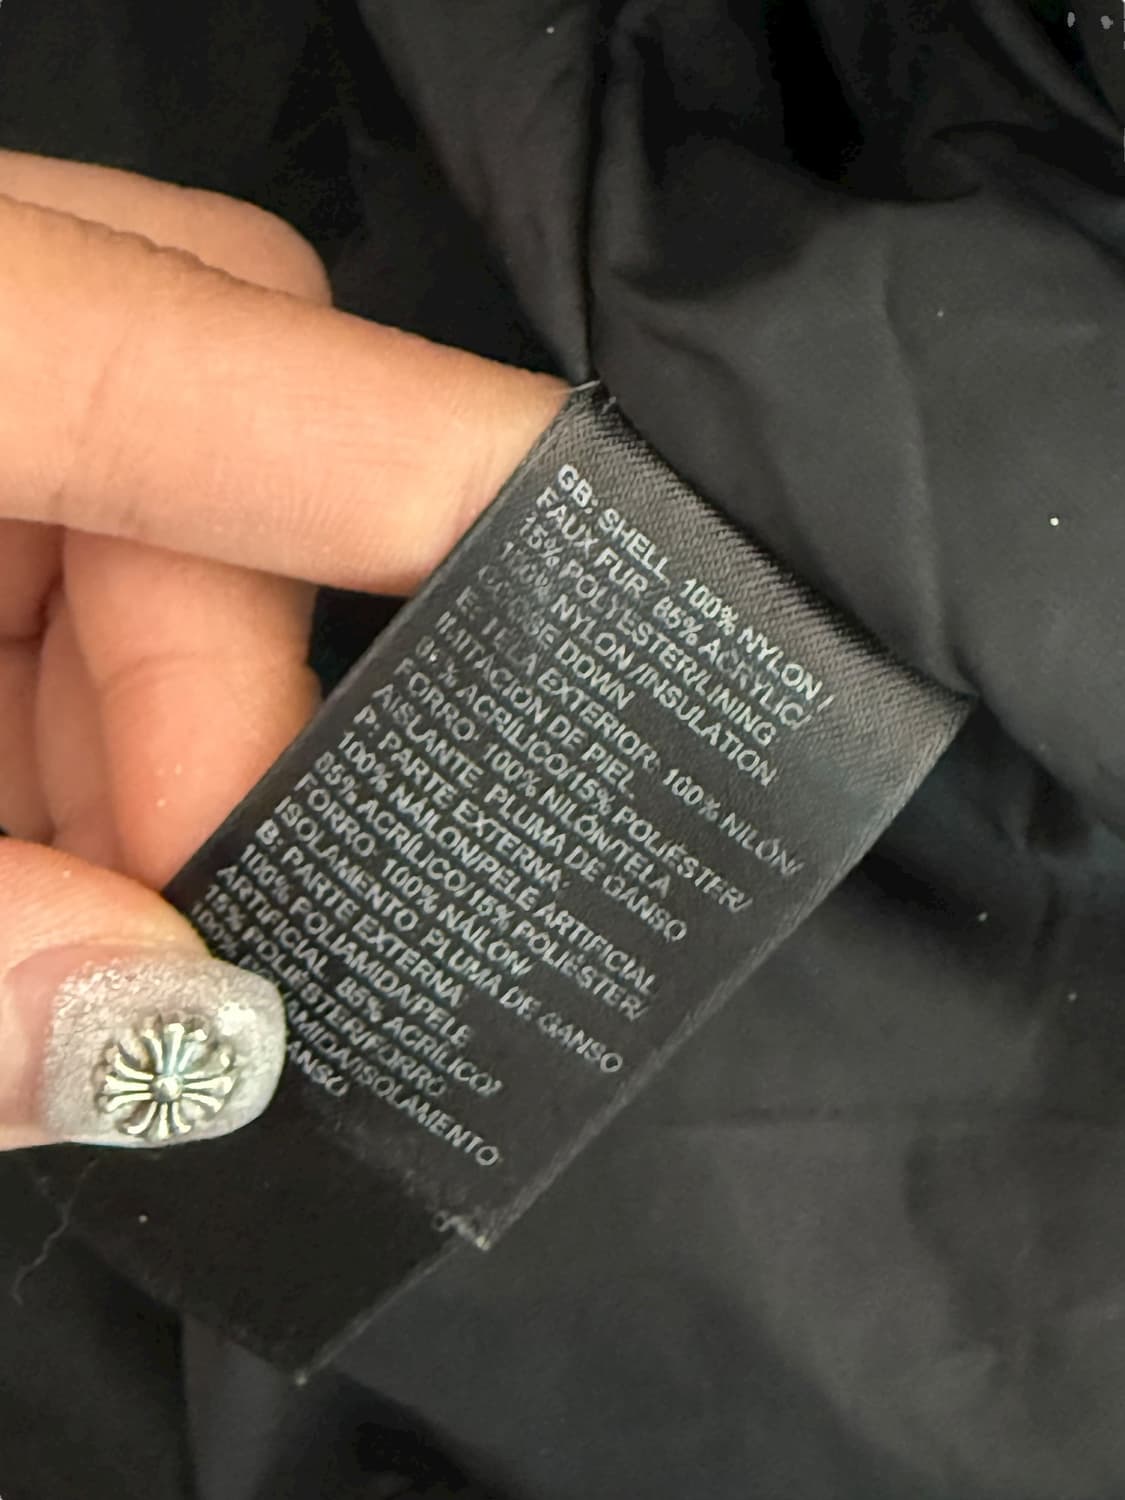 GB: SHELL 100% NYLON /
FAUX FUR 85% ACRYLIC/
15% POLYESTER/LINING
100% NYLON/INSULATION
GOOSE DOWN
E: TELA EXTERIOR: 100% NILÓN/
IMITACIÓN DE PIEL
85% ACRÍLICO/15% POLIÉSTER/
FORRO: 100% NILÓN/TELA
AISLANTE: PLUMA DE GANSO
P: PARTE EXTERNA:
100% NÁILON/PELE ARTIFICIAL
85% ACRÍLICO/15% POLIÉSTER/
FORRO: 100% NÁILON/
ISOLAMENTO PLUMA DE GANSO
B: PARTE EXTERNA
100% POLIAMIDA/PELE
ARTIFICIAL 85% ACRÍLICO/
15% POLIÉSTER/FORRO
100% POLIAMIDA/ISOLAMENTO
GANSO